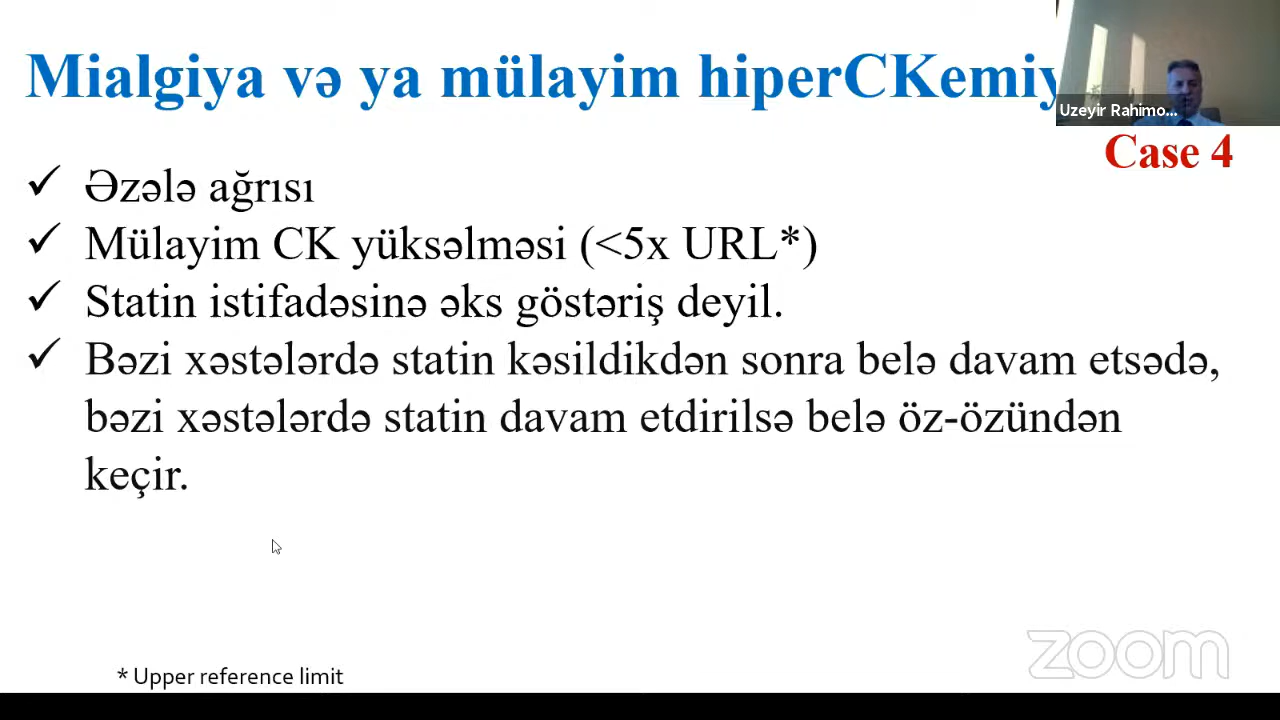 Mialgiya və ya mülayim hiperCKemiy
Uzeyir Rahimo...
Case 4
✓ Əzələ ağrısı
✓ Mülayim CK yüksəlməsi (<5x URL*)
✓ Statin istifadəsinə əks göstəriş deyil.
✓ Bəzi xəstələrdə statin kəsildikdən sonra belə davam etsədə,
bəzi xəstələrdə statin davam etdirilsə belə öz-özündən
keçir.
* Upper reference limit
zoom